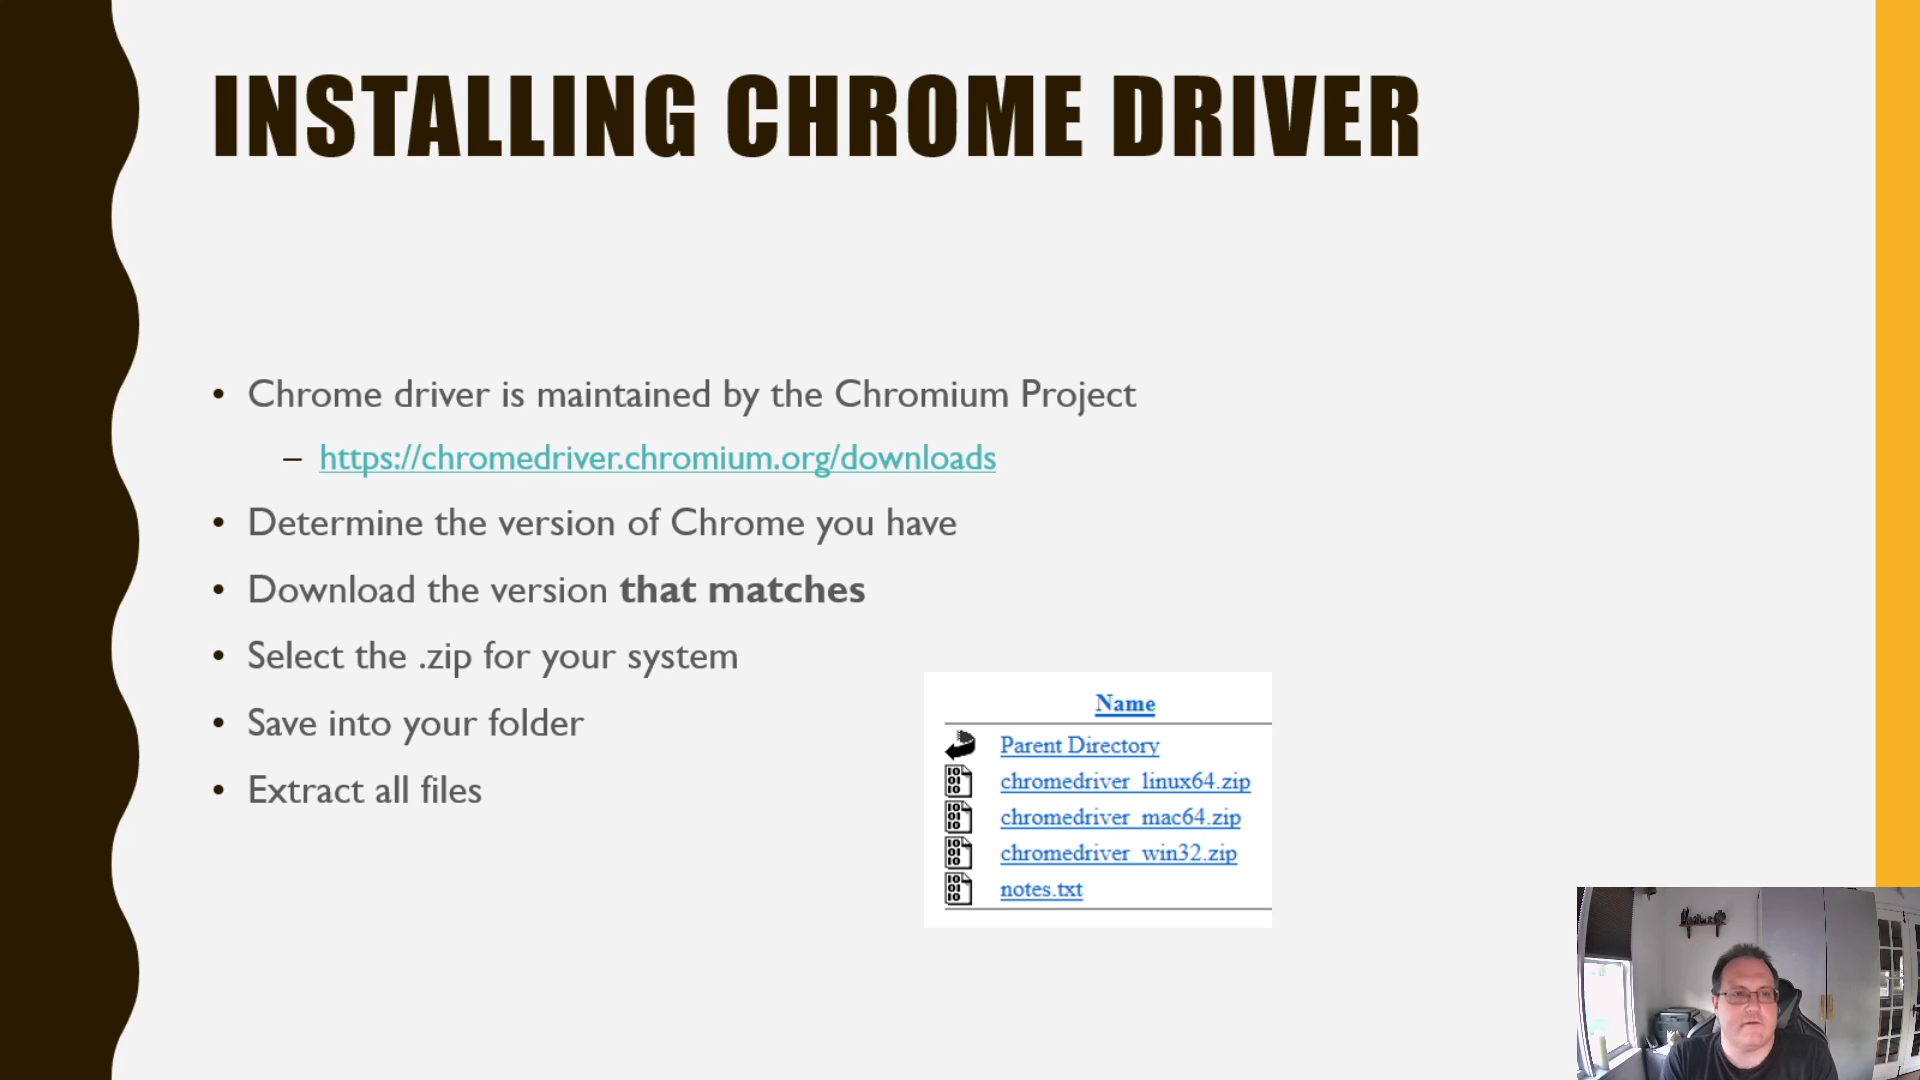 INSTALLING CHROME DRIVER
• Chrome driver is maintained by the Chromium Project
– https://chromedriver.chromium.org/downloads
• Determine the version of Chrome you have
• Download the version that matches
• Select the .zip for your system
• Save into your folder
• Extract all files
Name
Parent Directory
chromedriver_linux64.zip
chromedriver_mac64.zip
chromedriver_win32.zip
notes.txt